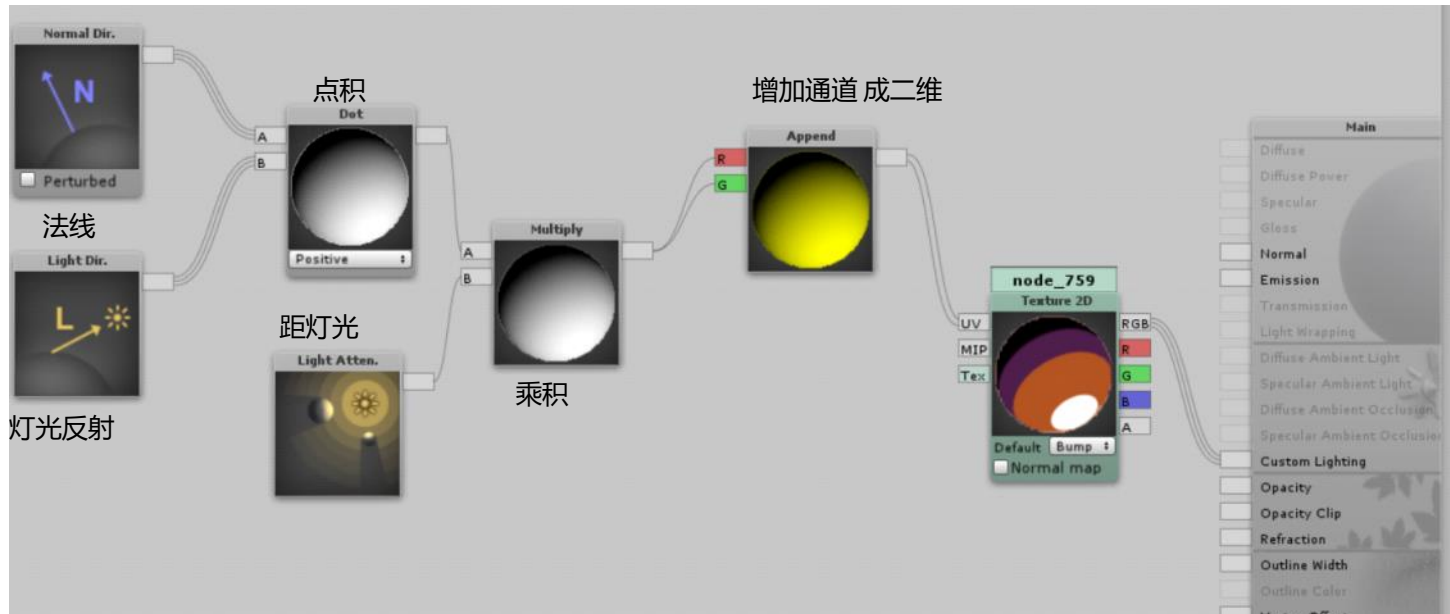 Normal Dir.
N
Perturbed
法线
Light Dir.
L
灯光反射
点积
Dot
A
B
Positive
距灯光
Light Atten.
Multiply
A
B
乘积
增加通道 成二维
Append
R
G
node_759
Texture 2D
UV
MIP
Tex
RGB
R
G
B
A
Default
Bump
Normal map
Main
Diffuse
Diffuse Power
Specular
Gloss
Normal
Emission
Transmission
Light Wrapping
Diffuse Ambient Light
Specular Ambient Light
Diffuse Ambient Occlusion
Specular Ambient Occlusion
Custom Lighting
Opacity
Opacity Clip
Refraction
Outline Width
Outline Color